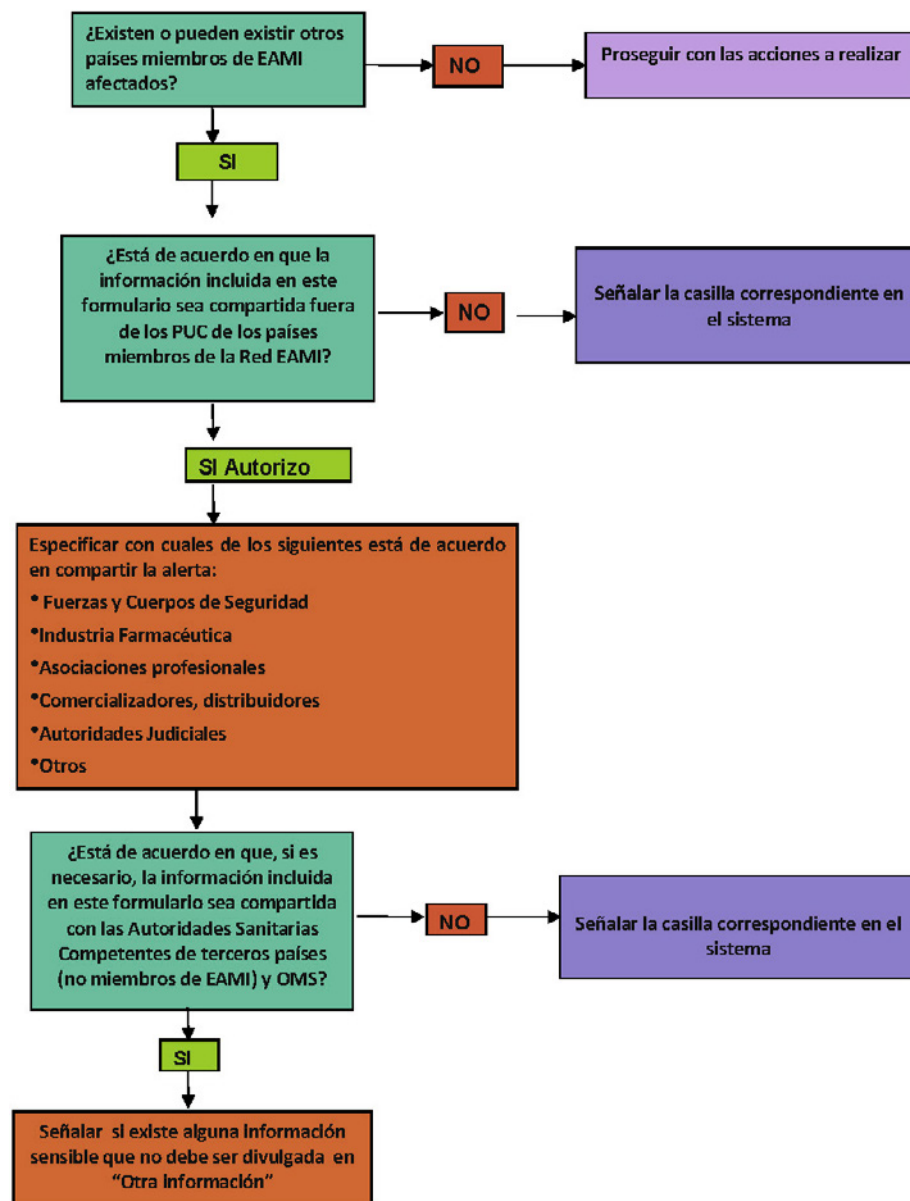 ¿Existen o pueden existir otros
países miembros de EAMI
afectados?
NO
Proseguir con las acciones a realizar
SI
¿Está de acuerdo en que la
información incluida en este
formulario sea compartida fuera
de los PUC de los países
miembros de la Red EAMI?
NO
Señalar la casilla correspondiente en
el sistema
SI Autorizo
Especificar con cuales de los siguientes está de acuerdo
en compartir la alerta:
• Fuerzas y Cuerpos de Seguridad
•Industria Farmacéutica
•Asociaciones profesionales
•Comercializadores, distribuidores
•Autoridades Judiciales
•Otros
¿Está de acuerdo en que, si es
necesario, la información incluida
en este formulario sea compartida
con las Autoridades Sanitarias
Competentes de terceros países
(no miembros de EAMI) y OMS?
NO
Señalar la casilla correspondiente en el
sistema
SI
Señalar si existe alguna información
sensible que no debe ser divulgada en
“Otra información”